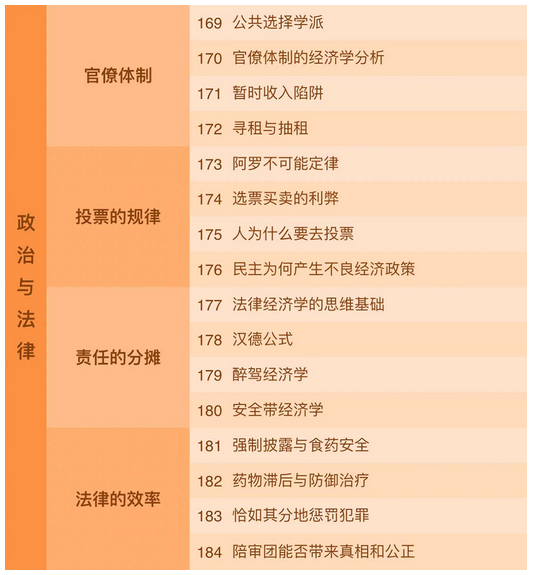 政治与法律
官僚体制
169 公共选择学派
170 官僚体制的经济学分析
171 暂时收入陷阱
172 寻租与抽租
投票的规律
173 阿罗不可能定律
174 选票买卖的利弊
175 人为什么要去投票
176 民主为何产生不良经济政策
责任的分摊
177 法律经济学的思维基础
178 汉德公式
179 醉驾经济学
180 安全带经济学
法律的效率
181 强制披露与食药安全
182 药物滞后与防御治疗
183 恰如其分地惩罚犯罪
184 陪审团能否带来真相和公正